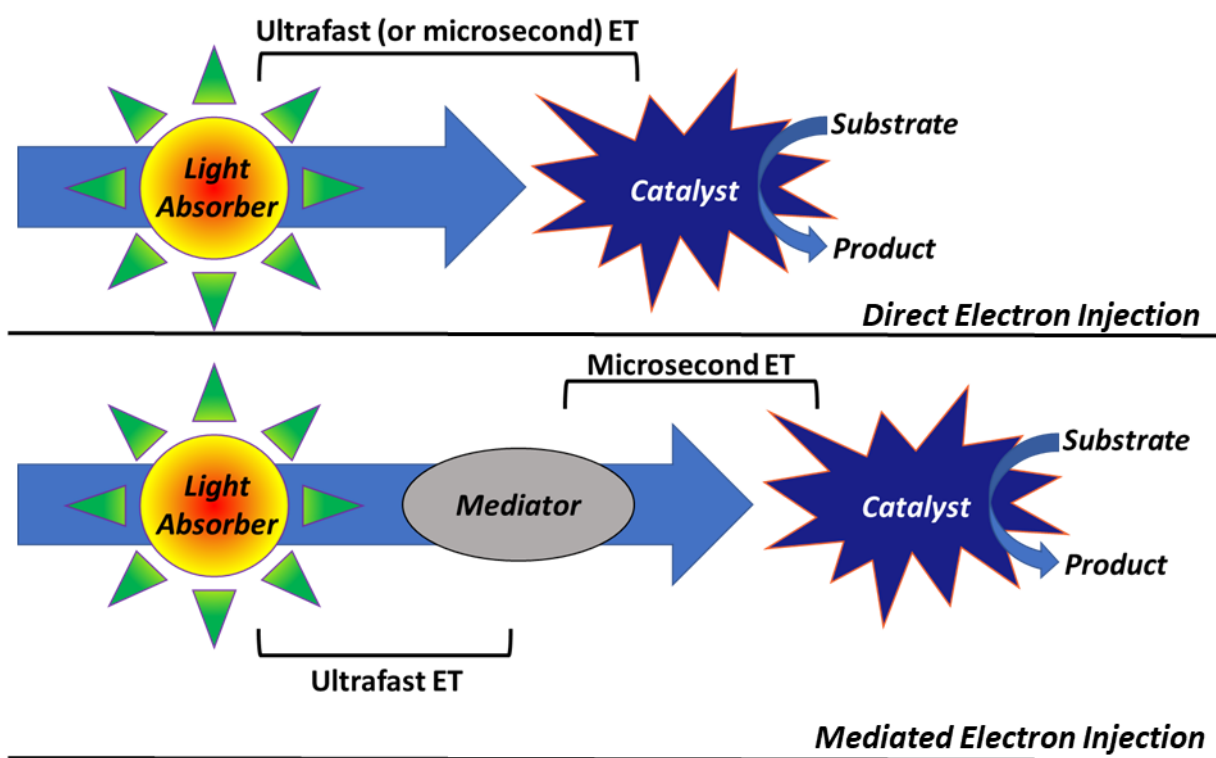 Ultrafast (or microsecond) ET
Light
Absorber
Catalyst
Substrate
Product
Direct Electron Injection
Microsecond ET
Light
Absorber
Mediator
Catalyst
Substrate
Product
Ultrafast ET
Mediated Electron Injection